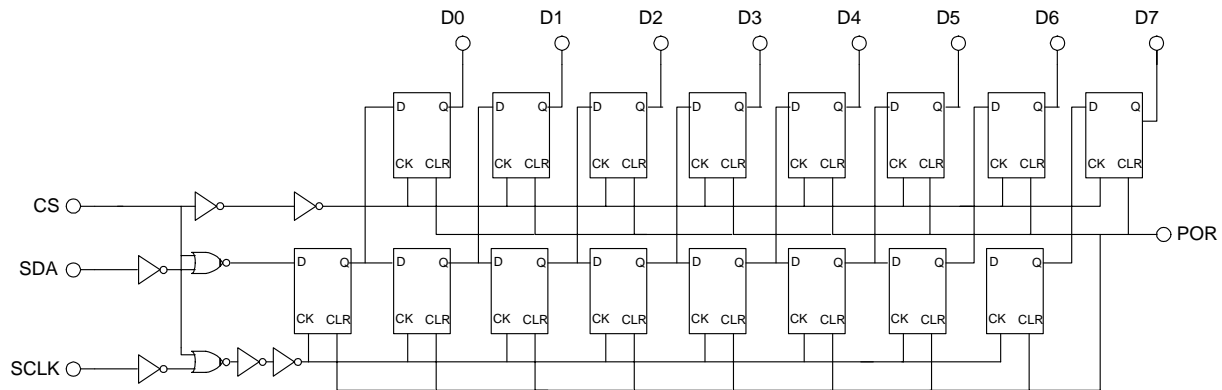 D0 D1 D2 D3 D4 D5 D6 D7
D Q D Q D Q D Q D Q D Q D Q D Q
CK CLR CK CLR CK CLR CK CLR CK CLR CK CLR CK CLR CK CLR
CS
POR
SDA
D Q D Q D Q D Q D Q D Q D Q D Q
CK CLR CK CLR CK CLR CK CLR CK CLR CK CLR CK CLR CK CLR
SCLK